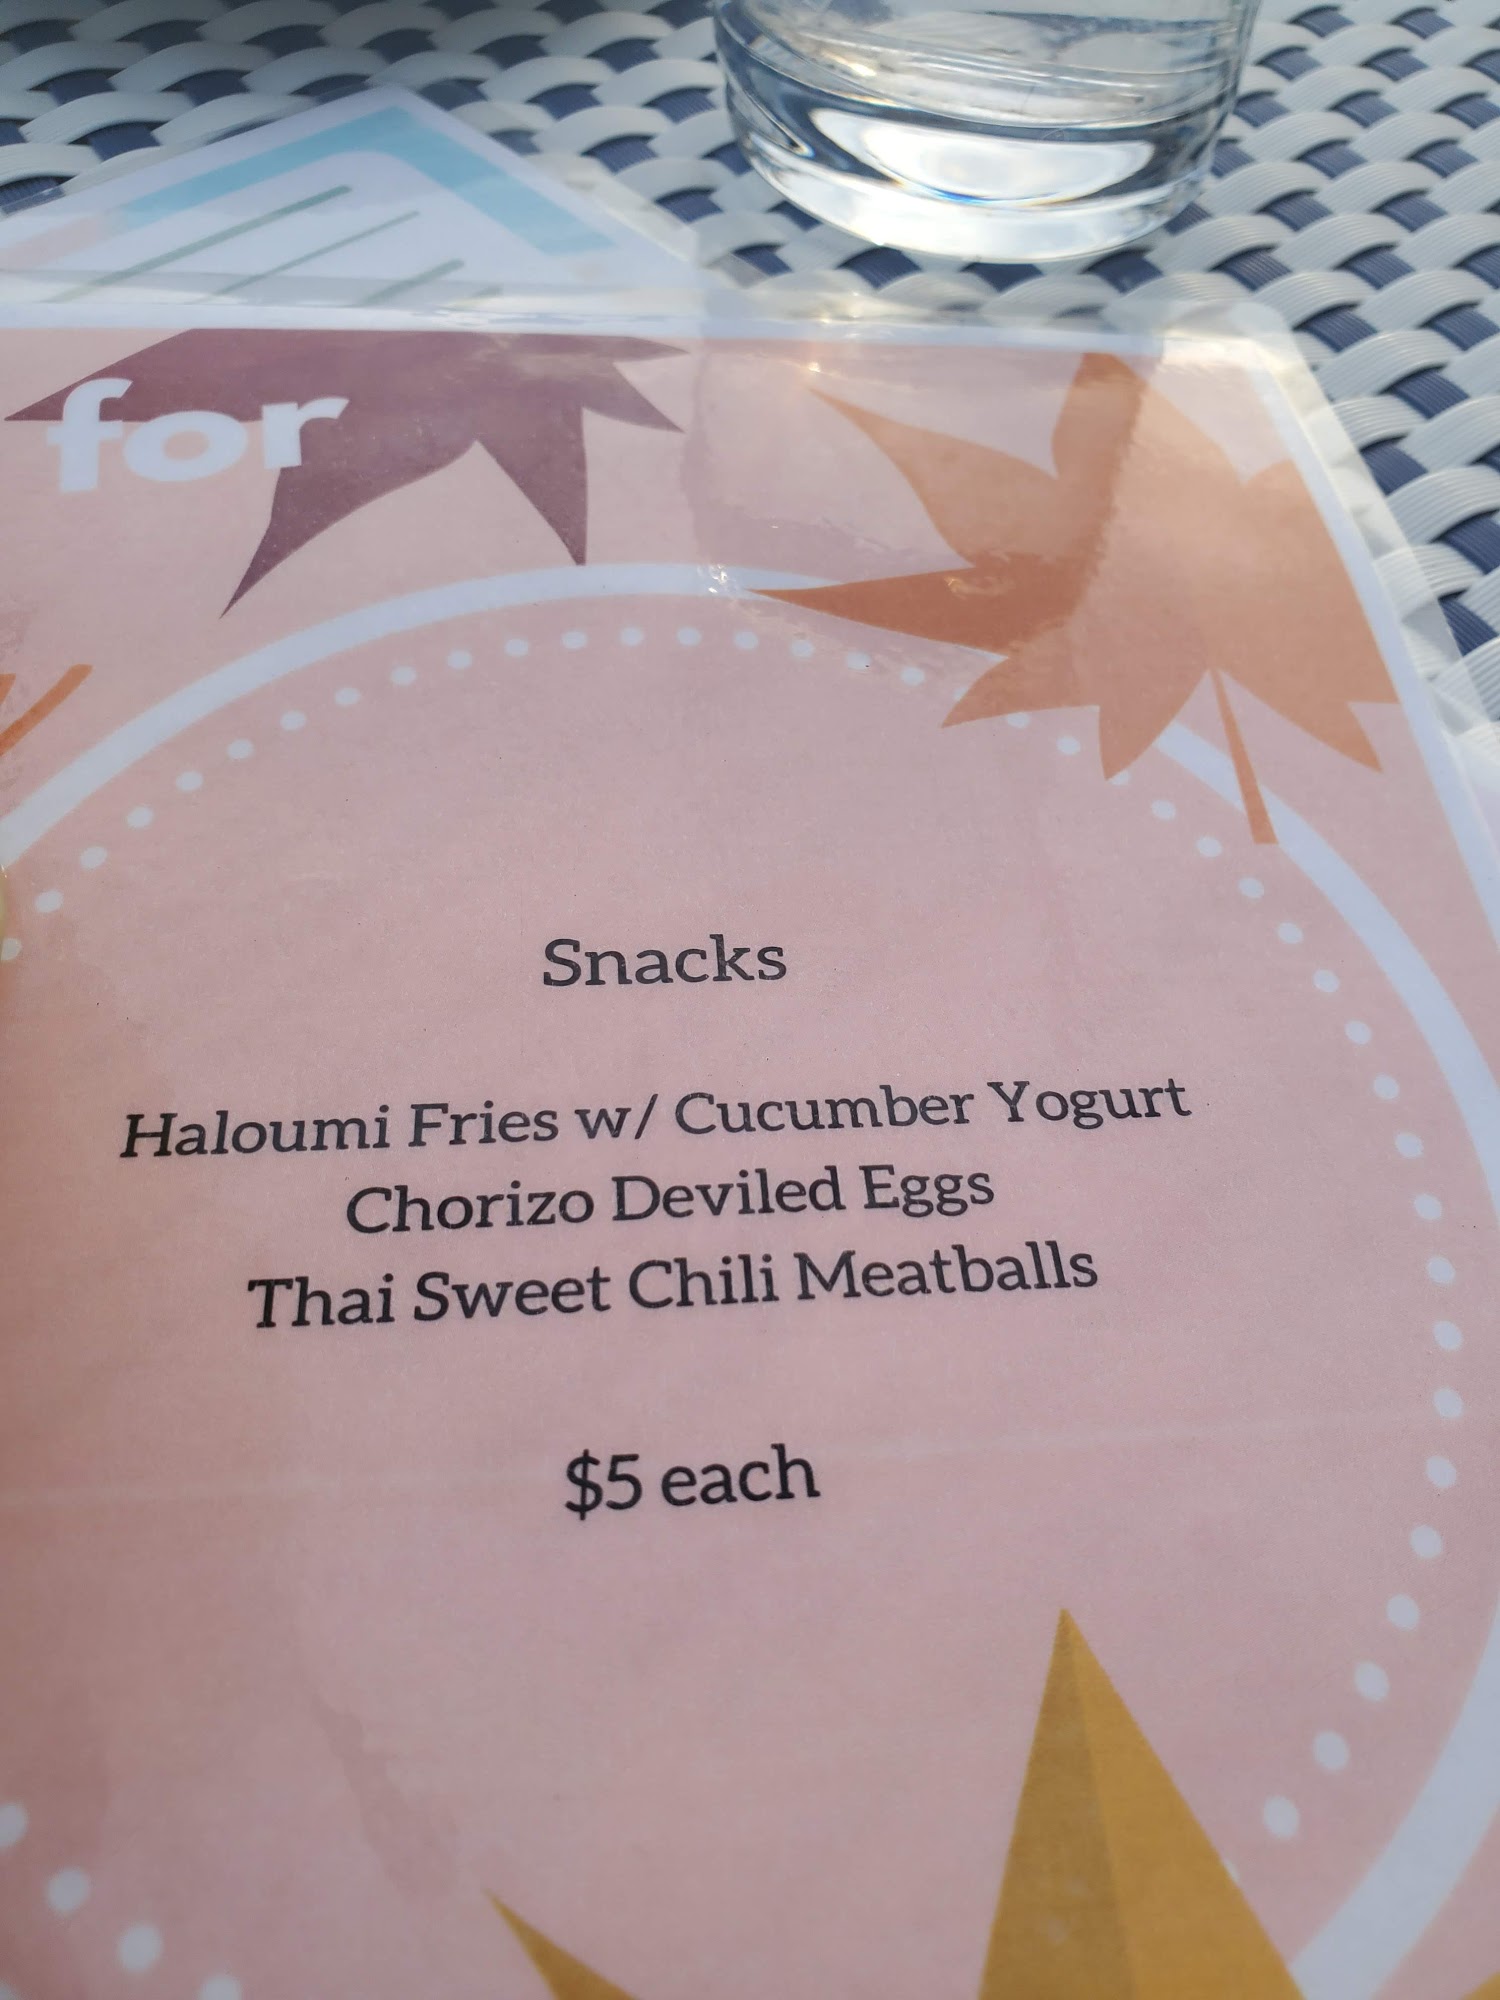 for
Snacks
Haloumi Fries w/ Cucumber Yogurt
Chorizo Deviled Eggs
Thai Sweet Chili Meatballs
$5 each